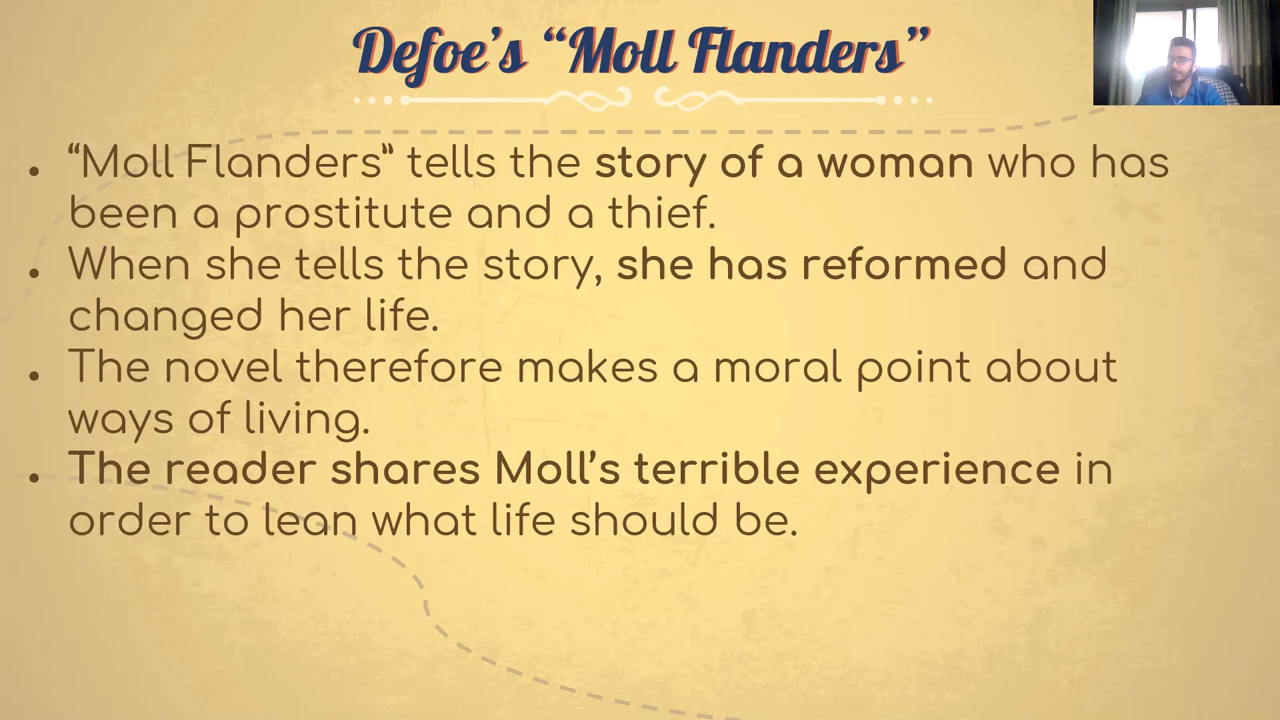 Defoe’s “Moll Flanders”
• “Moll Flanders” tells the story of a woman who has
been a prostitute and a thief.
• When she tells the story, she has reformed and
changed her life.
• The novel therefore makes a moral point about
ways of living.
• The reader shares Moll’s terrible experience in
order to lean what life should be.